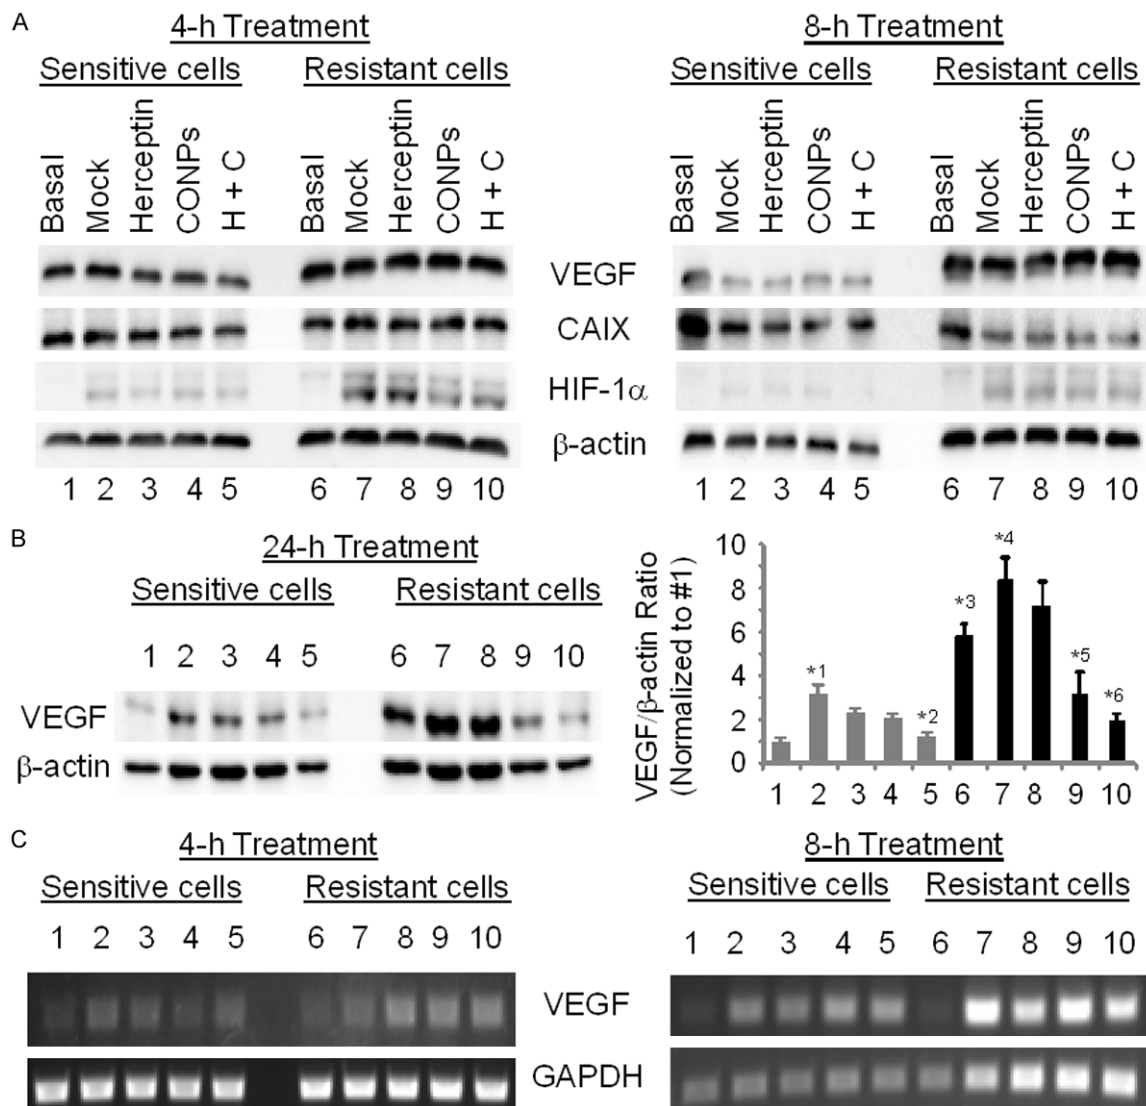 A
4-h Treatment
8-h Treatment
Sensitive cells
Resistant cells
Sensitive cells
Resistant cells
Basal
Mock
Herceptin
CONPs
H + C
Basal
Mock
Herceptin
CONPs
H + C
Basal
Mock
Herceptin
CONPs
H + C
Basal
Mock
Herceptin
CONPs
H + C
VEGF
CAIX
HIF-1α
β-actin
1 2 3 4 5 6 7 8 9 10
1 2 3 4 5 6 7 8 9 10
B
24-h Treatment
Sensitive cells
Resistant cells
1 2 3 4 5 6 7 8 9 10
VEGF
β-actin
VEGF/β-actin Ratio
(Normalized to #1)
10
8
6
4
2
0
*1
*2
*3
*4
*5
*6
1 2 3 4 5 6 7 8 9 10
C
4-h Treatment
8-h Treatment
Sensitive cells
Resistant cells
Sensitive cells
Resistant cells
1 2 3 4 5 6 7 8 9 10
1 2 3 4 5 6 7 8 9 10
VEGF
GAPDH